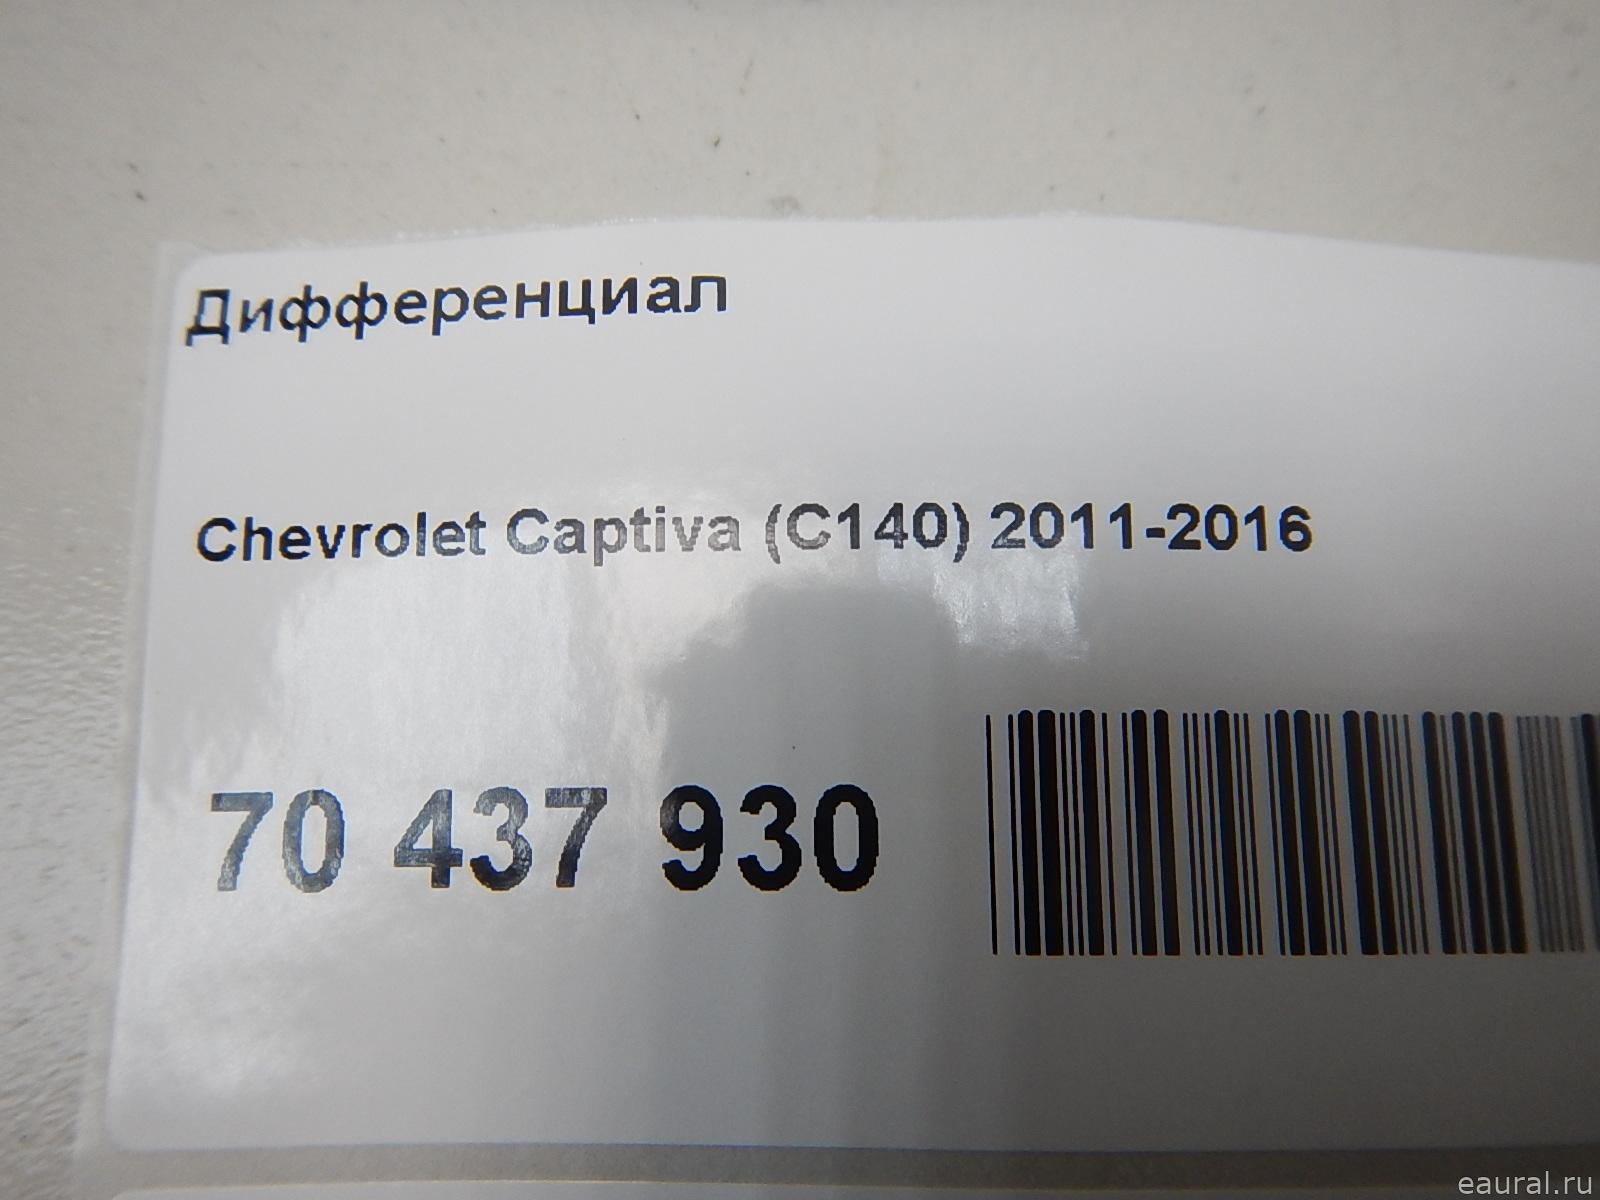 Дифференциал
Chevrolet Captiva (C140) 2011-2016
70 437 930
eaural.ru